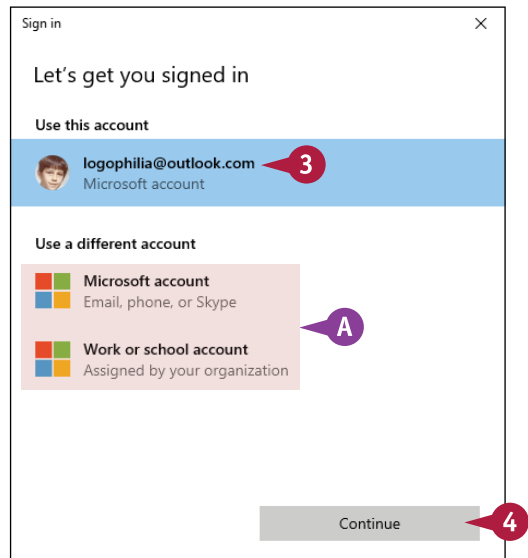 Sign in
Let's get you signed in
Use this account
logophilia@outlook.com
3
Microsoft account
Use a different account
Microsoft account
Email, phone, or Skype
A
Work or school account
Assigned by your organization
Continue
4